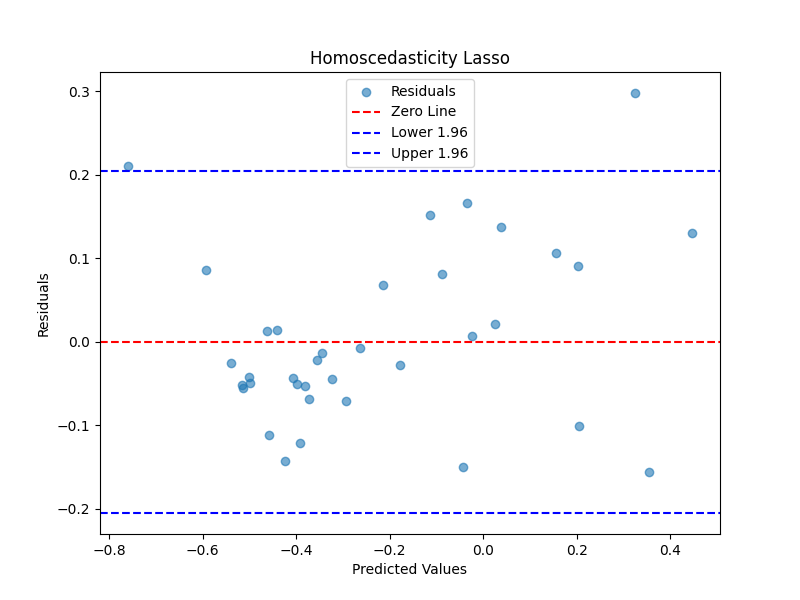 Homoscedasticity Lasso
Residuals
Zero Line
Lower 1.96
Upper 1.96
Residuals
0.3
0.2
0.1
0.0
−0.1
−0.2
−0.8 −0.6 −0.4 −0.2 0.0 0.2 0.4
Predicted Values